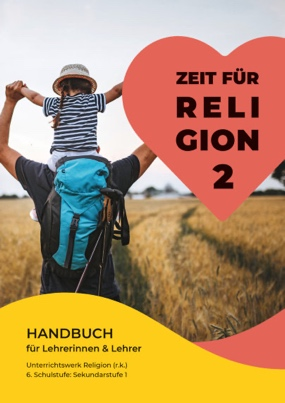 ZEIT FÜR
RELI
GION
2
HANDBUCH
für Lehrerinnen & Lehrer
Unterrichtswerk Religion (r.k.)
6. Schulstufe: Sekundarstufe 1